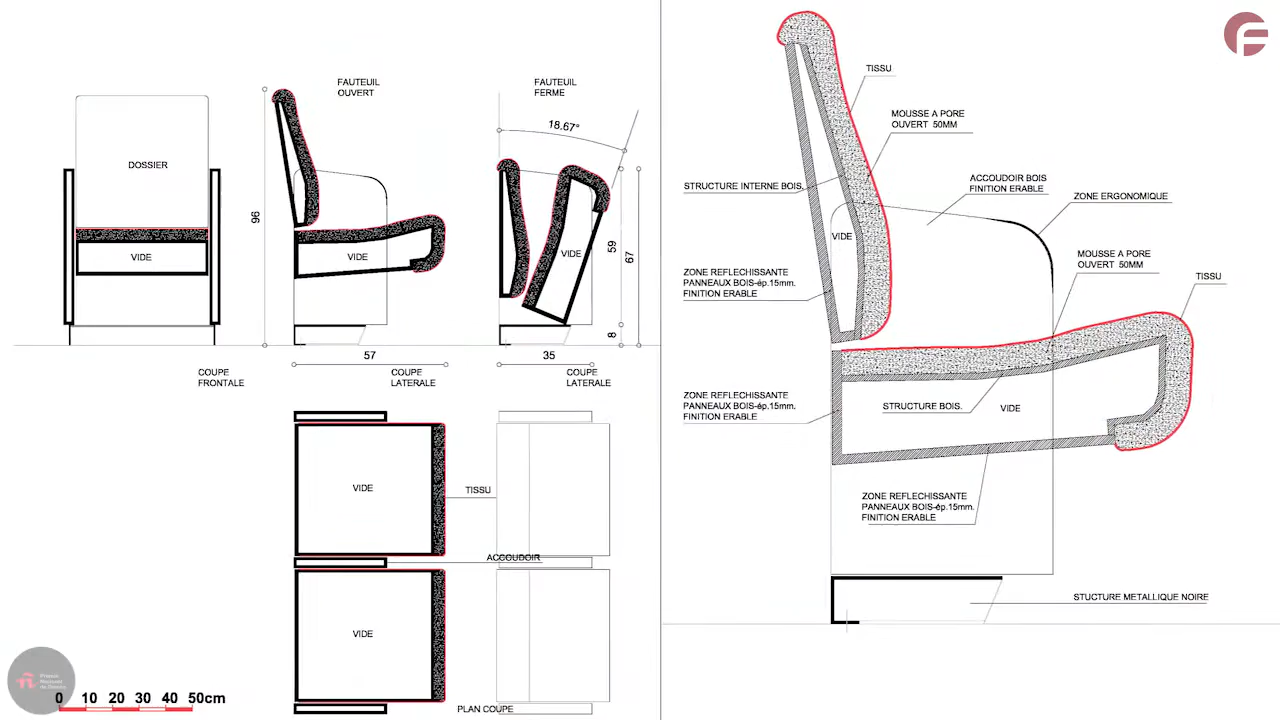 FAUTEUIL
OUVERT
FAUTEUIL
FERME
18.67°
DOSSIER
VIDE
96
VIDE
VIDE
59
67
8
57
35
COUPE
FRONTALE
COUPE
LATERALE
COUPE
LATERALE
VIDE
TISSU
ACCOUDOIR
VIDE
PLAN COUPE
0 10 20 30 40 50cm
TISSU
MOUSSE A PORE
OUVERT 50MM
STRUCTURE INTERNE BOIS.
ACCOUDOIR BOIS
FINITION ERABLE
ZONE ERGONOMIQUE
VIDE
MOUSSE A PORE
OUVERT 50MM
TISSU
ZONE REFLECHISSANTE
PANNEAUX BOIS-ép.15mm.
FINITION ERABLE
ZONE REFLECHISSANTE
PANNEAUX BOIS-ép.15mm.
FINITION ERABLE
STRUCTURE BOIS.
VIDE
ZONE REFLECHISSANTE
PANNEAUX BOIS-ép.15mm.
FINITION ERABLE
STUCTURE METALLIQUE NOIRE